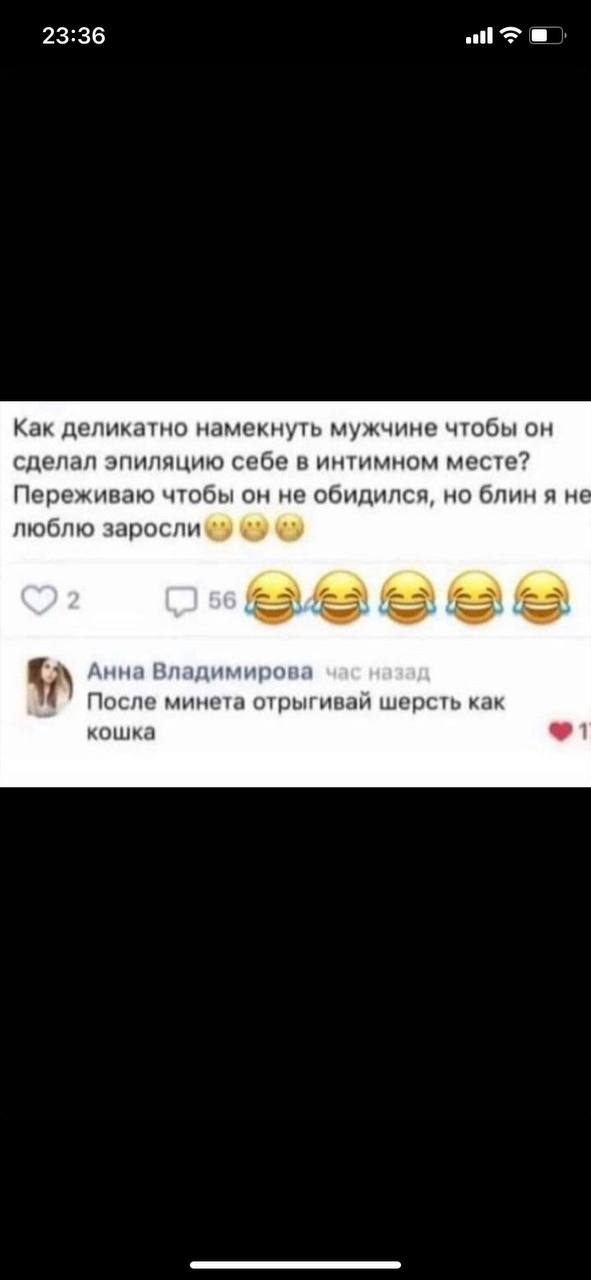 23:36
Как деликатно намекнуть мужчине чтобы он
сделал эпиляцию себе в интимном месте?
Переживаю чтобы он не обидился, но блин я не
люблю заросли😬😬😬
2 56 😂😂😂😂😂
Анна Владимирова час назад
После минета отрыгивай шерсть как
кошка